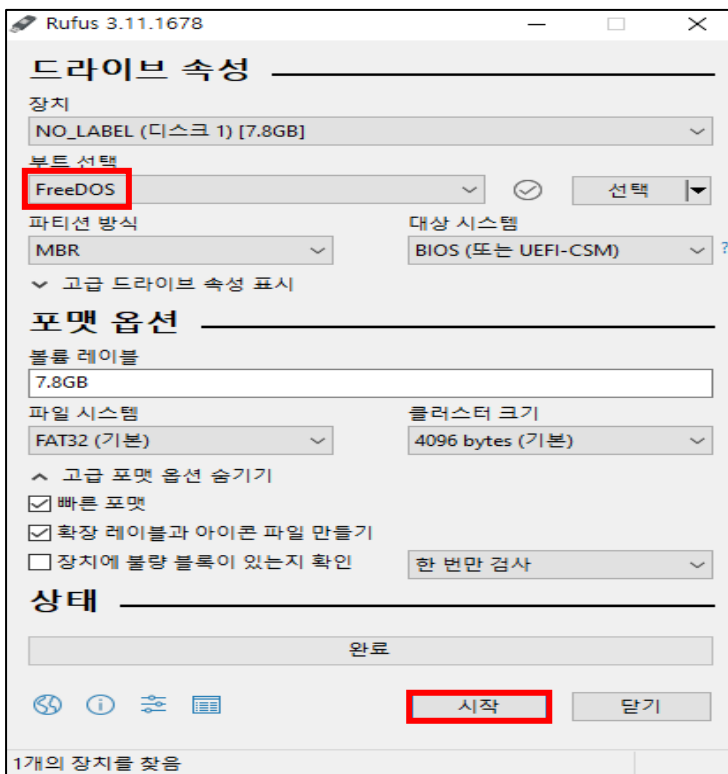 Rufus 3.11.1678
드라이브 속성
장치
NO_LABEL (디스크 1) [7.8GB]
부트 선택
FreeDOS
선택
파티션 방식
대상 시스템
MBR
BIOS (또는 UEFI-CSM)
?
고급 드라이브 속성 표시
포맷 옵션
볼륨 레이블
7.8GB
파일 시스템
클러스터 크기
FAT32 (기본)
4096 bytes (기본)
고급 포맷 옵션 숨기기
빠른 포맷
확장 레이블과 아이콘 파일 만들기
장치에 불량 블록이 있는지 확인
한 번만 검사
상태
완료
시작
닫기
1개의 장치를 찾음